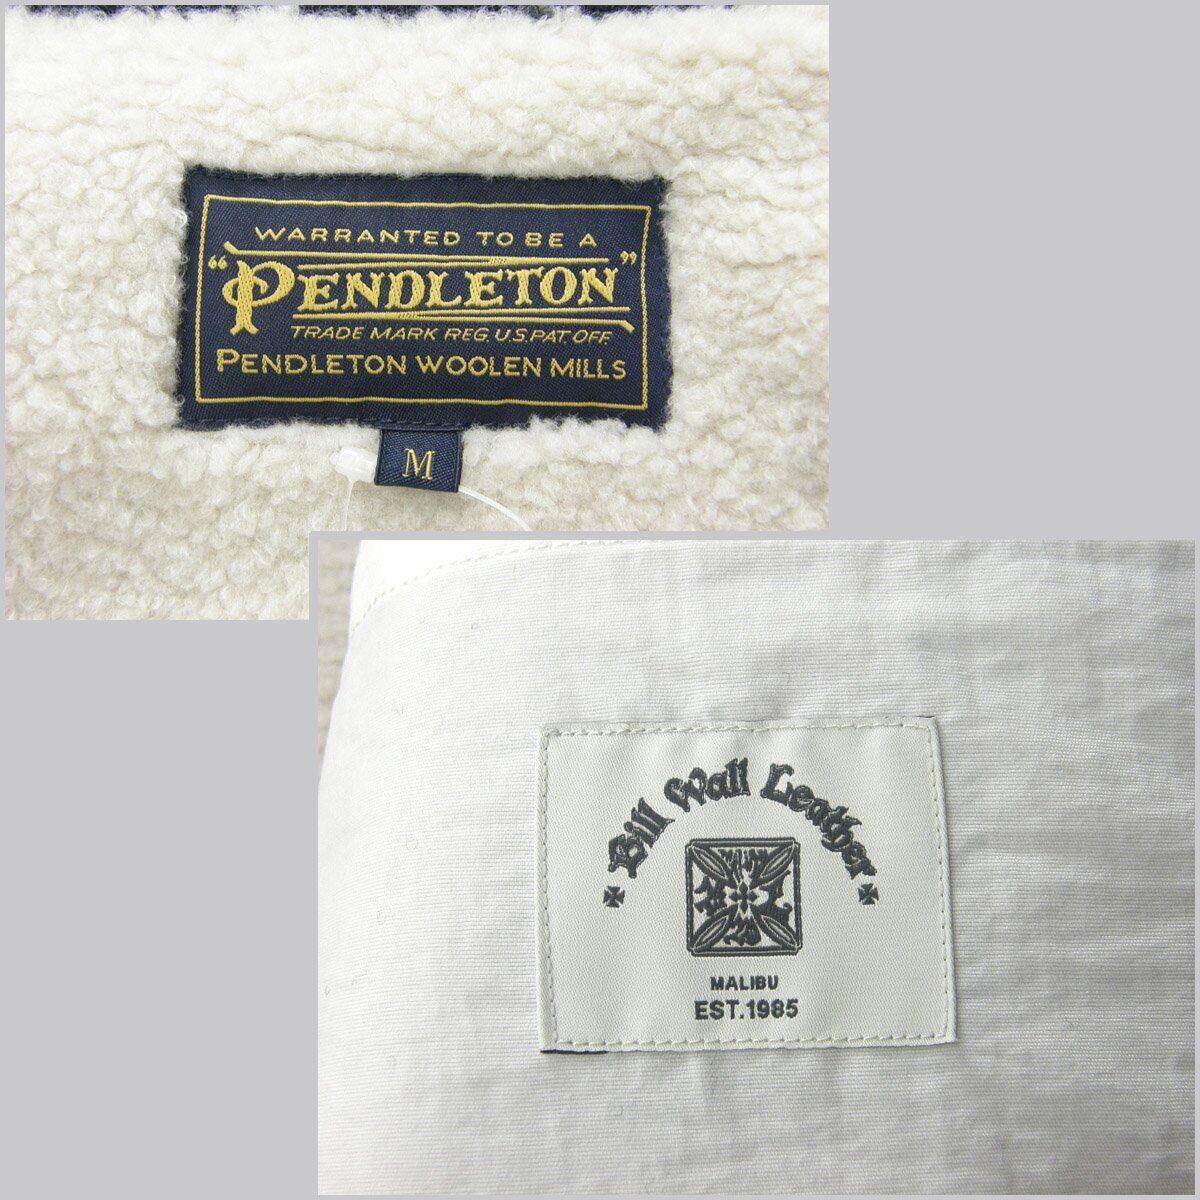 WARRANTED TO BE A
"PENDLETON"
TRADE MARK REG. U.S. PAT. OFF.
PENDLETON WOOLEN MILLS
M
Bill Wall Leather
MALIBU
EST.1985